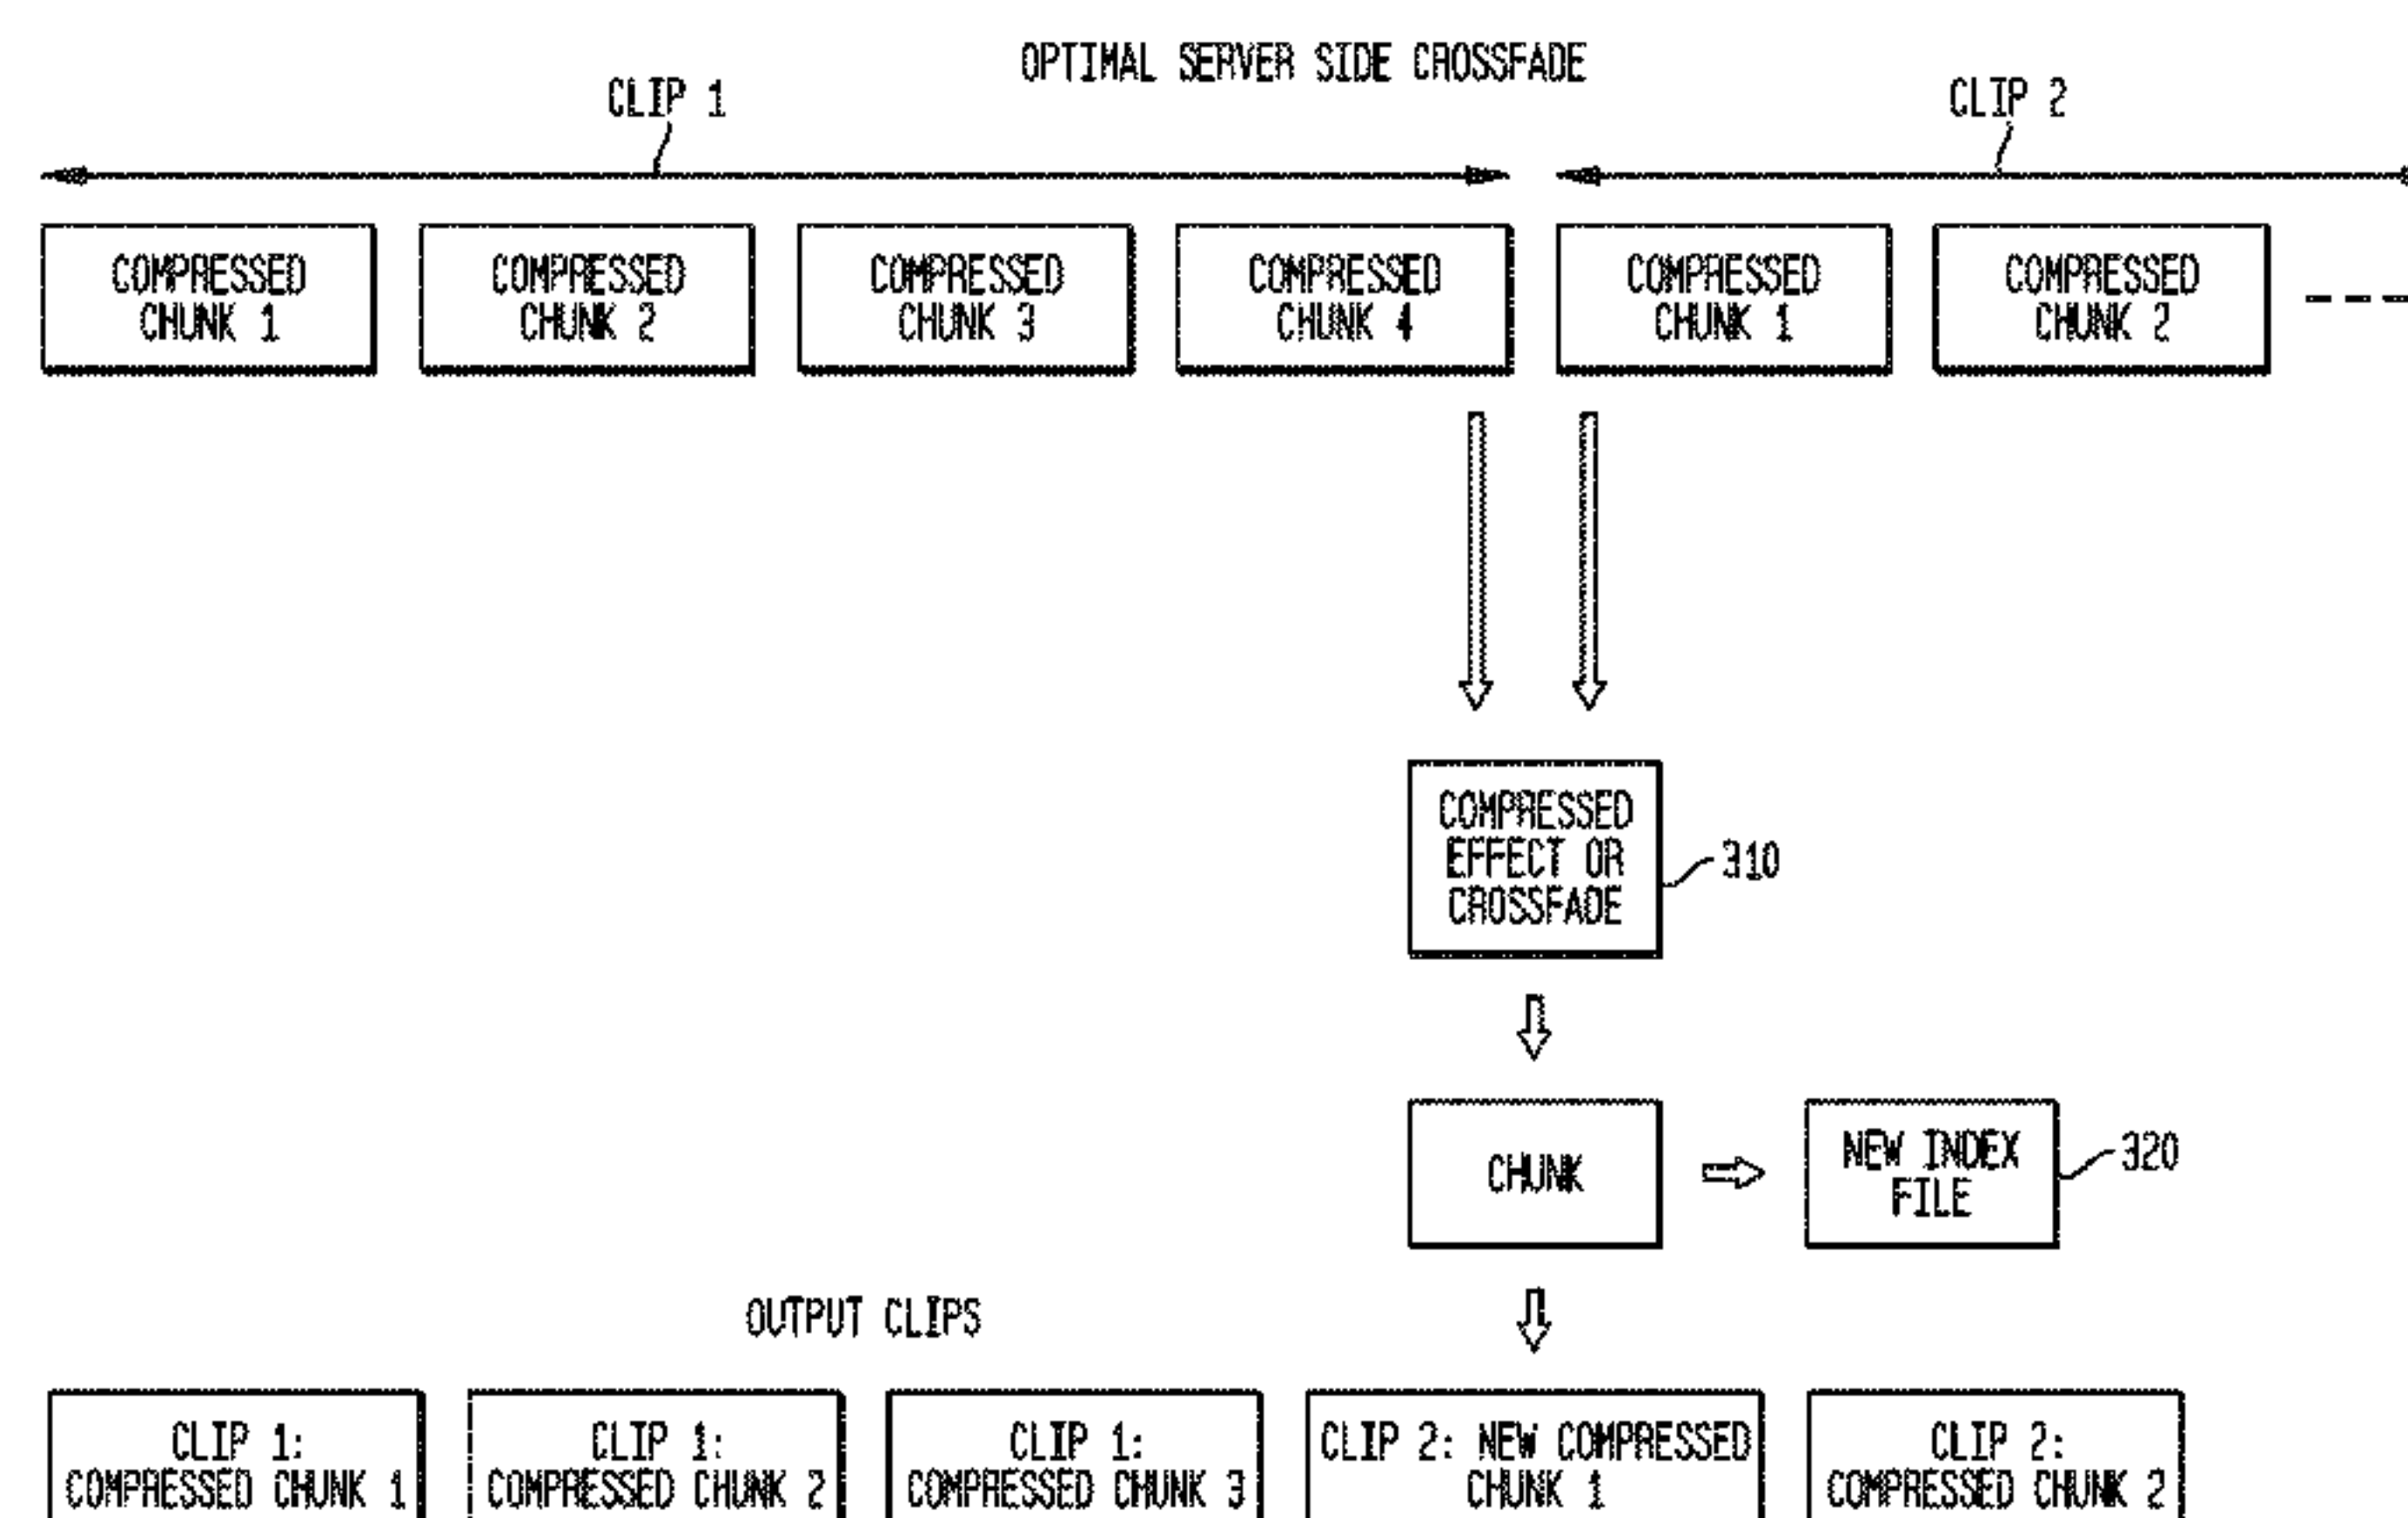 OPTIMAL SERVER SIDE CROSSFADE
CLIP 1
CLIP 2
COMPRESSED
CHUNK 1
COMPRESSED
CHUNK 2
COMPRESSED
CHUNK 3
COMPRESSED
CHUNK 4
COMPRESSED
CHUNK 1
COMPRESSED
CHUNK 2
COMPRESSED
EFFECT OR
CROSSFADE
310
CHUNK
NEW INDEX
FILE
320
OUTPUT CLIPS
CLIP 1:
COMPRESSED CHUNK 1
CLIP 1:
COMPRESSED CHUNK 2
CLIP 1:
COMPRESSED CHUNK 3
CLIP 2: NEW COMPRESSED
CHUNK 1
CLIP 2:
COMPRESSED CHUNK 2